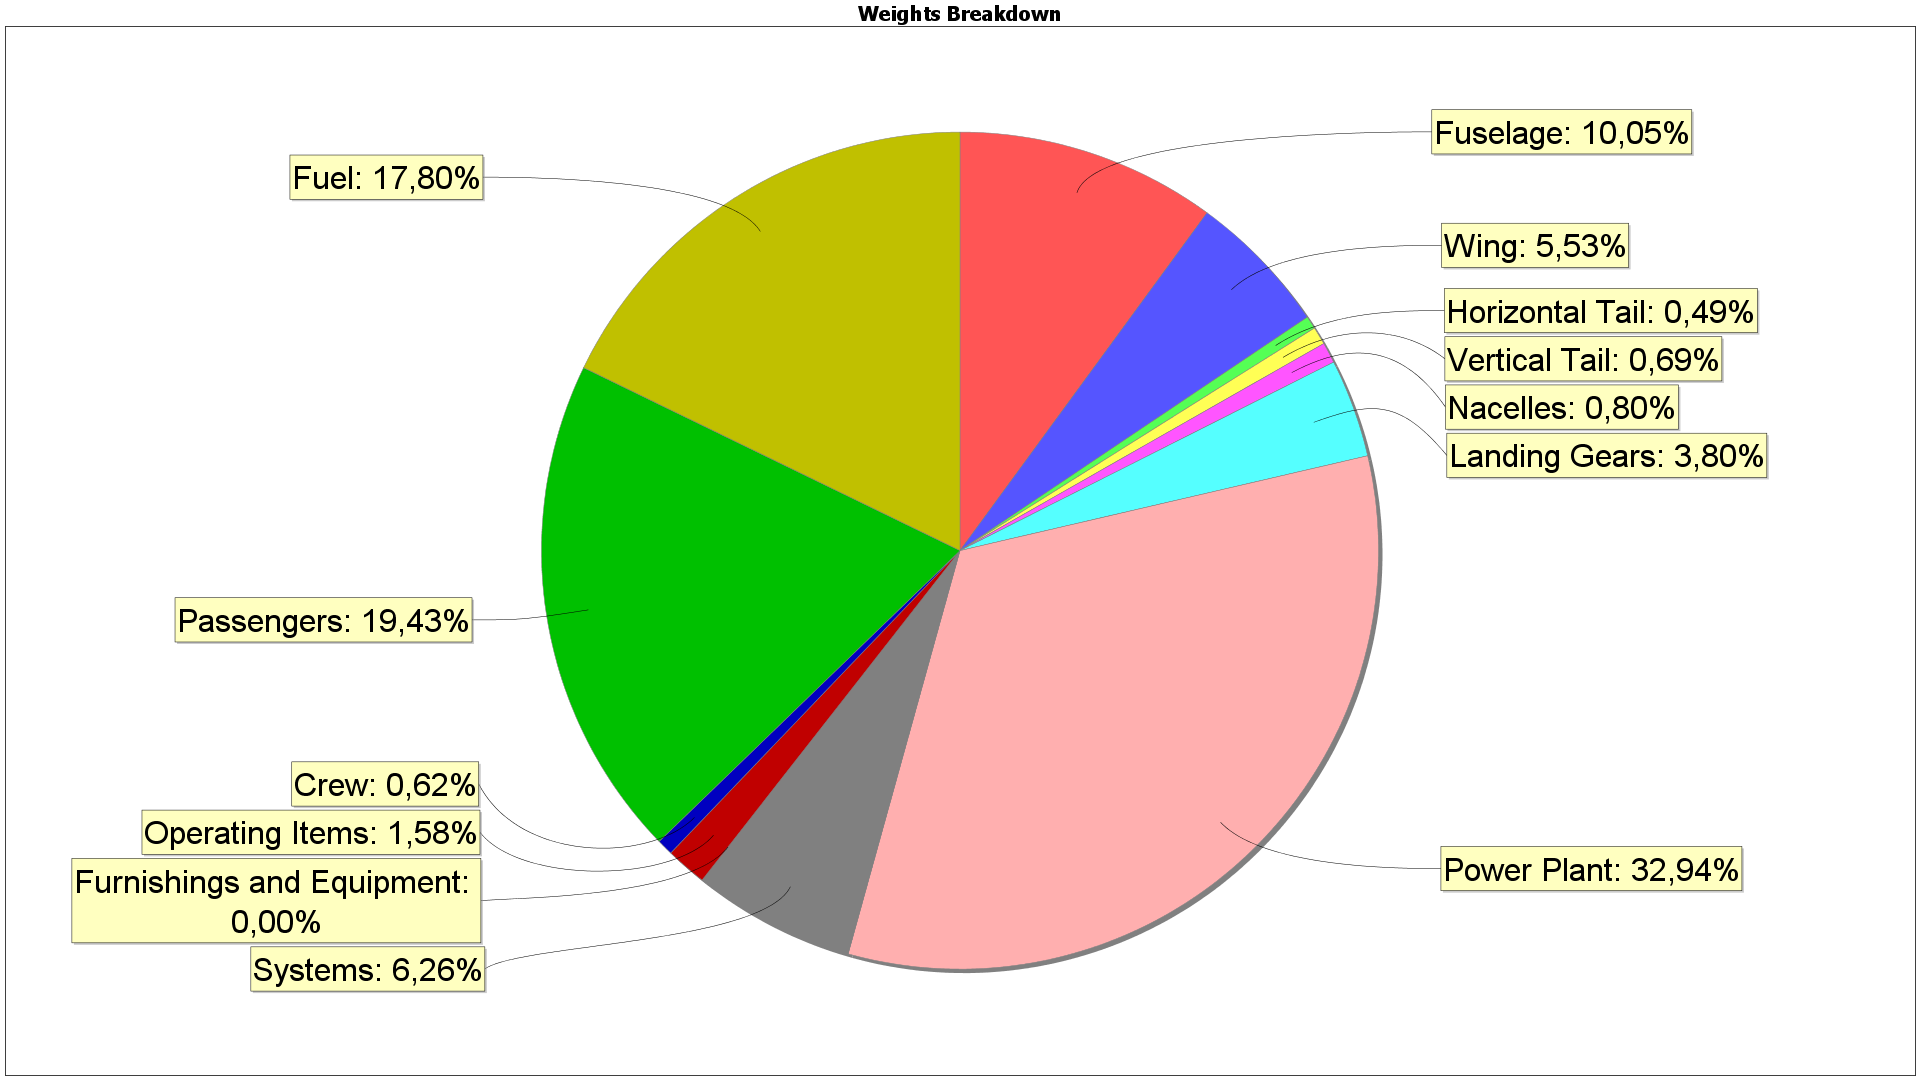 Weights Breakdown
Fuselage: 10,05%
Wing: 5,53%
Horizontal Tail: 0,49%
Vertical Tail: 0,69%
Nacelles: 0,80%
Landing Gears: 3,80%
Power Plant: 32,94%
Systems: 6,26%
Furnishings and Equipment:
0,00%
Operating Items: 1,58%
Crew: 0,62%
Passengers: 19,43%
Fuel: 17,80%